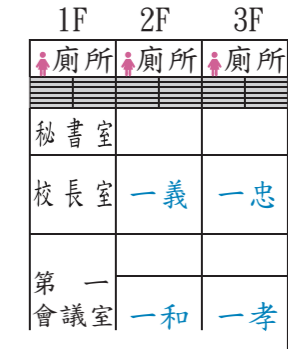 1F 2F 3F
廁所 廁所 廁所
秘書室
校長室 一義 一忠
第一
會議室 一和 一孝